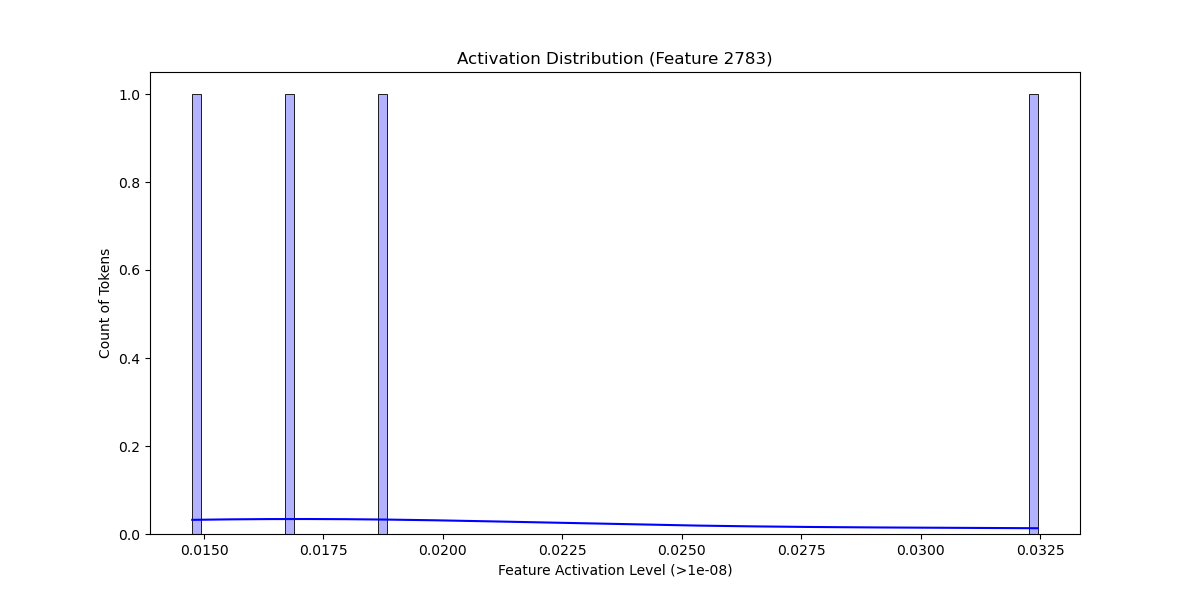 Activation Distribution (Feature 2783)
1.0
0.8
0.6
0.4
0.2
0.0
Count of Tokens
0.0150 0.0175 0.0200 0.0225 0.0250 0.0275 0.0300 0.0325
Feature Activation Level (>1e-08)